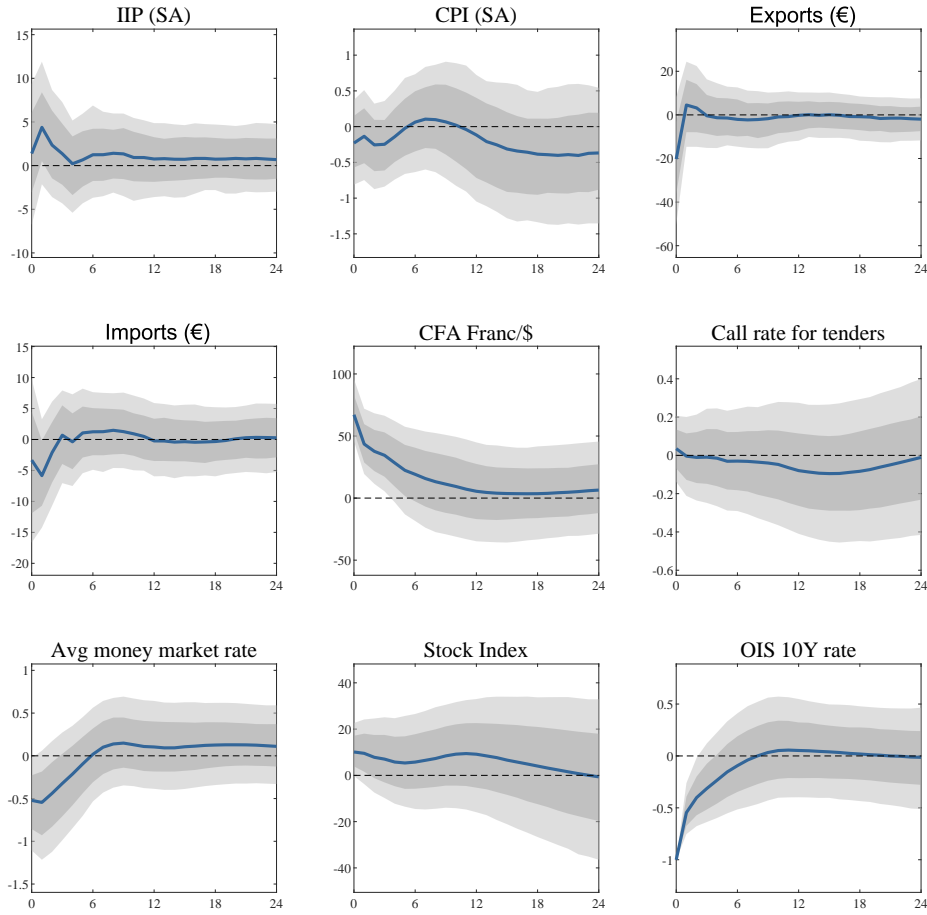 IIP (SA)
15
10
5
0
-5
-10
0 6 12 18 24
CPI (SA)
1
0.5
0
-0.5
-1
-1.5
0 6 12 18 24
Exports (€)
20
0
-20
-40
-60
0 6 12 18 24
Imports (€)
15
10
5
0
-5
-10
-15
-20
0 6 12 18 24
CFA Franc/$
100
50
0
-50
0 6 12 18 24
Call rate for tenders
0.4
0.2
0
-0.2
-0.4
-0.6
0 6 12 18 24
Avg money market rate
1
0.5
0
-0.5
-1
-1.5
0 6 12 18 24
Stock Index
40
20
0
-20
-40
0 6 12 18 24
OIS 10Y rate
0.5
0
-0.5
-1
0 6 12 18 24